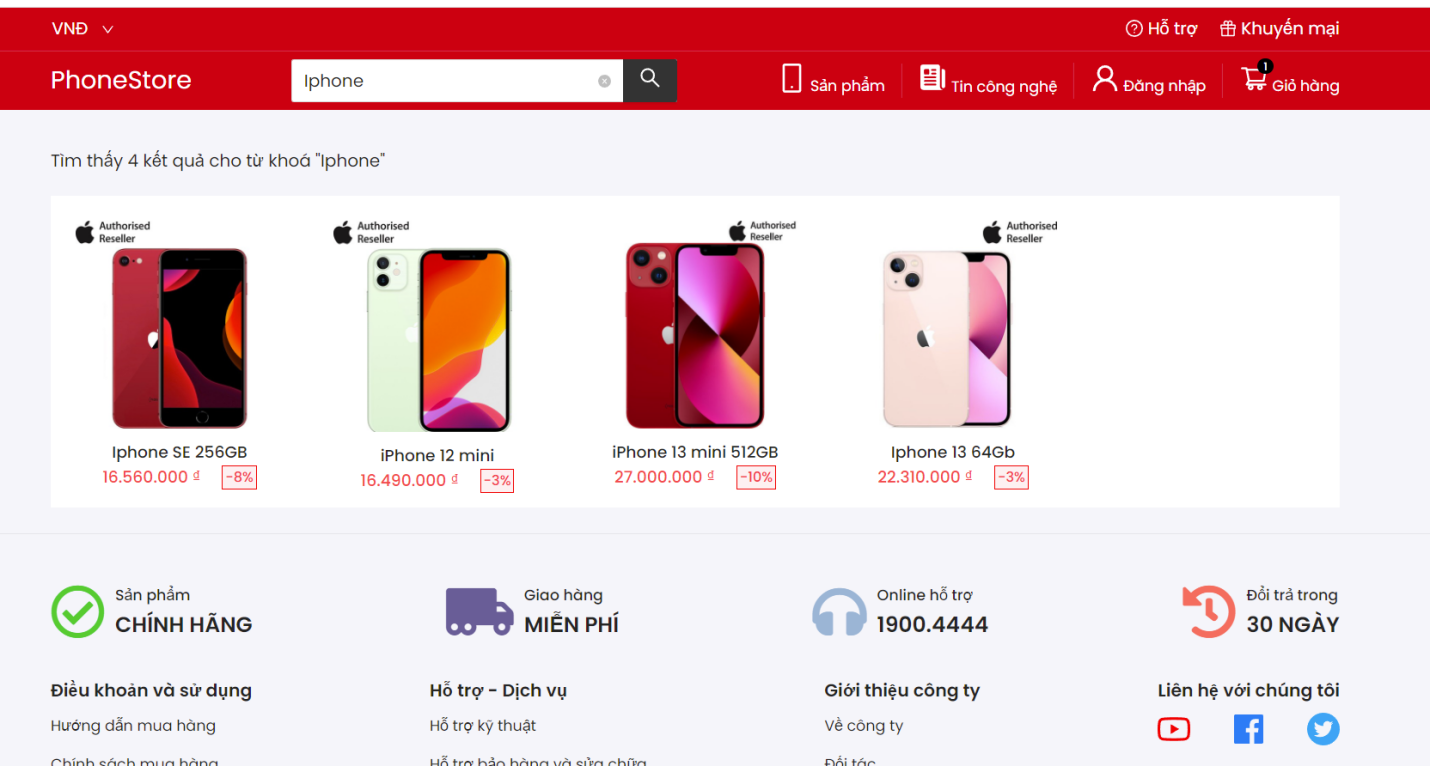 VNĐ
Hỗ trợ
Khuyến mại
PhoneStore
Iphone
Sản phẩm
Tin công nghệ
Đăng nhập
1
Giỏ hàng
Tìm thấy 4 kết quả cho từ khoá "Iphone"
Authorised
Reseller
Iphone SE 256GB
16.560.000 ₫
-8%
Authorised
Reseller
iPhone 12 mini
16.490.000 ₫
-3%
Authorised
Reseller
iPhone 13 mini 512GB
27.000.000 ₫
-10%
Authorised
Reseller
Iphone 13 64Gb
22.310.000 ₫
-3%
Sản phẩm
CHÍNH HÃNG
Giao hàng
MIỄN PHÍ
Online hỗ trợ
1900.4444
Đổi trả trong
30 NGÀY
Điều khoản và sử dụng
Hướng dẫn mua hàng
Chính sách mua hàng
Hỗ trợ - Dịch vụ
Hỗ trợ kỹ thuật
Hỗ trợ bảo hàng và sửa chữa
Giới thiệu công ty
Về công ty
Đối tác
Liên hệ với chúng tôi